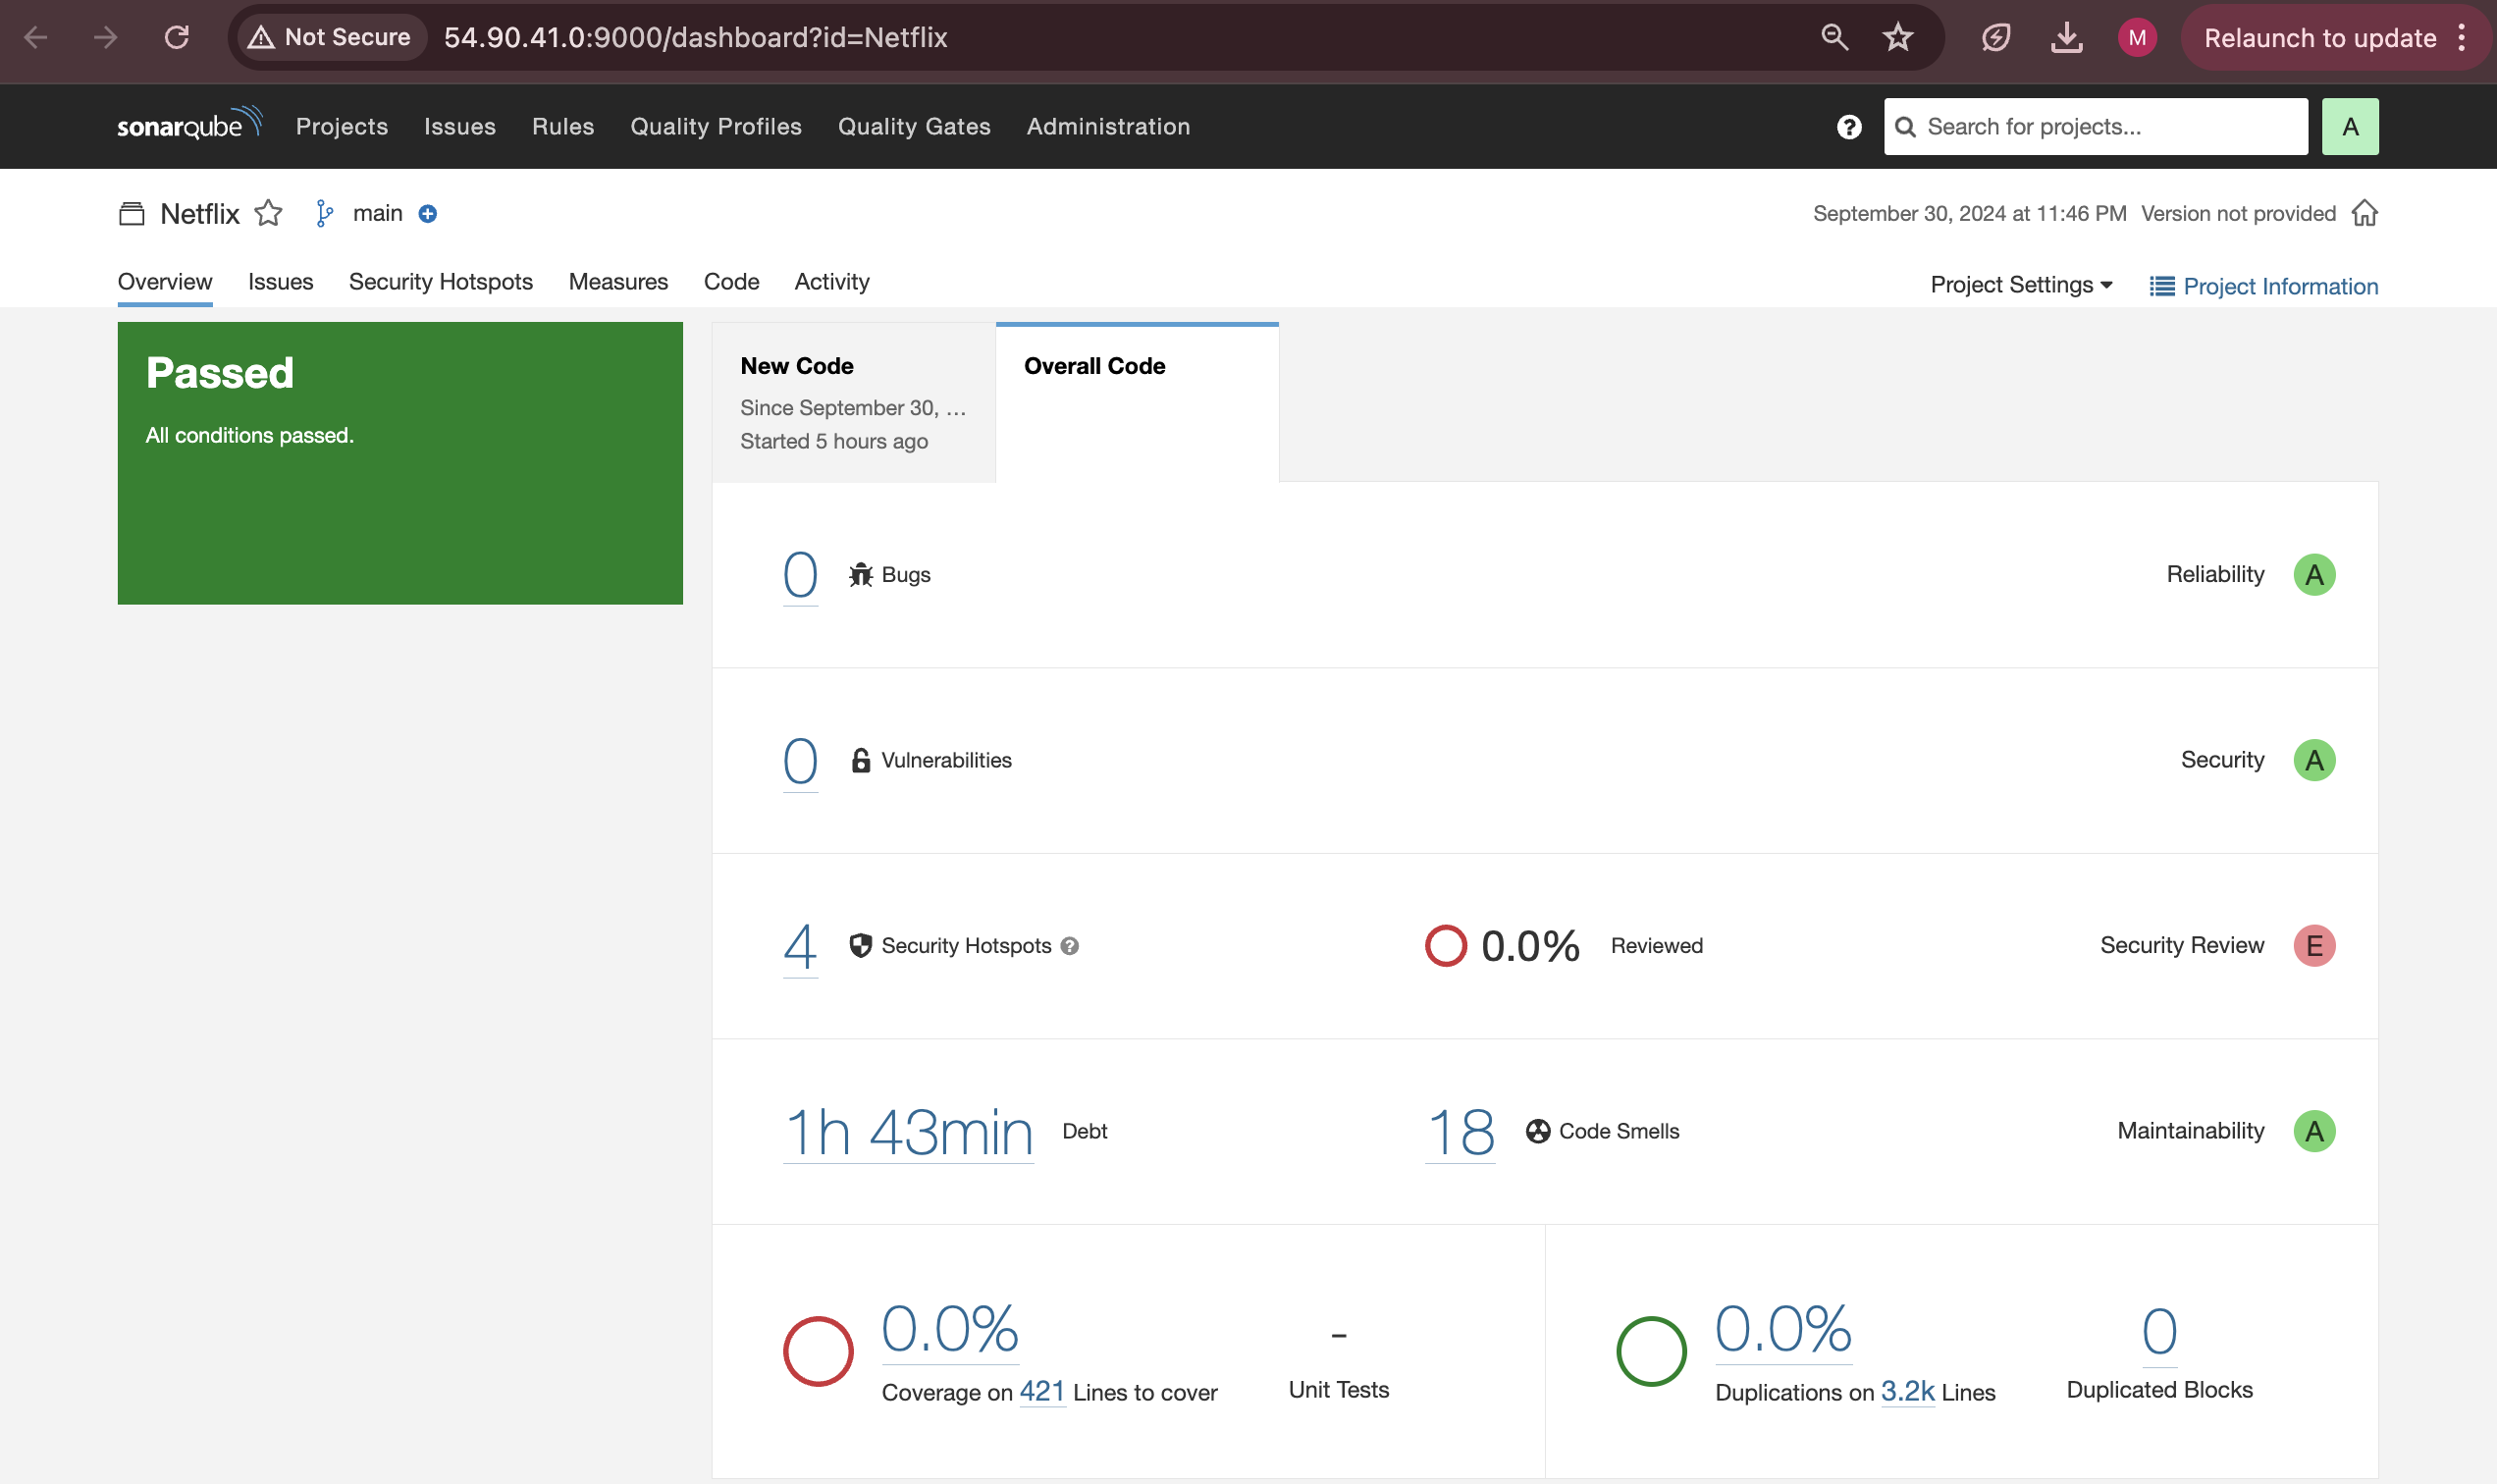 Not Secure 54.90.41.0:9000/dashboard?id=Netflix M Relaunch to update
sonarqube Projects Issues Rules Quality Profiles Quality Gates Administration ? Search for projects... A
Netflix main September 30, 2024 at 11:46 PM Version not provided
Overview Issues Security Hotspots Measures Code Activity Project Settings Project Information
Passed
All conditions passed.
New Code
Since September 30, …
Started 5 hours ago
Overall Code
0 Bugs Reliability A
0 Vulnerabilities Security A
4 Security Hotspots ? 0.0% Reviewed Security Review E
1h 43min Debt 18 Code Smells Maintainability A
0.0%
Coverage on 421 Lines to cover
-
Unit Tests
0.0%
Duplications on 3.2k Lines
0
Duplicated Blocks